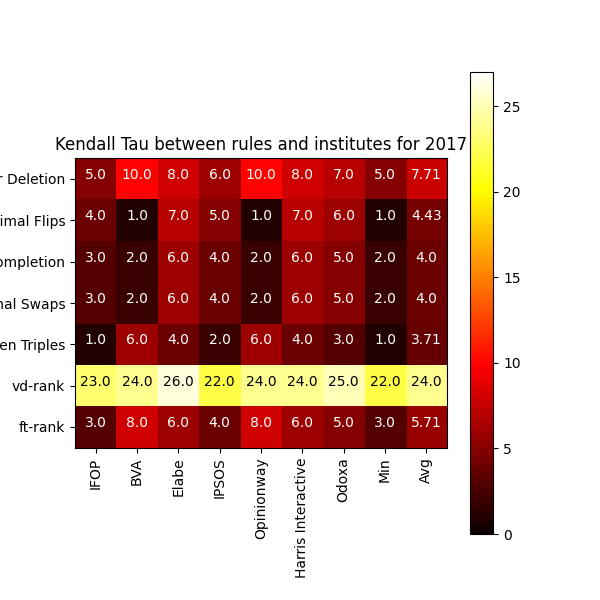 Kendall Tau between rules and institutes for 2017
r Deletion 5.0 10.0 8.0 6.0 10.0 8.0 7.0 5.0 7.71
imal Flips 4.0 1.0 7.0 5.0 1.0 7.0 6.0 1.0 4.43
ompletion 3.0 2.0 6.0 4.0 2.0 6.0 5.0 2.0 4.0
nal Swaps 3.0 2.0 6.0 4.0 2.0 6.0 5.0 2.0 4.0
en Triples 1.0 6.0 4.0 2.0 6.0 4.0 3.0 1.0 3.71
vd-rank 23.0 24.0 26.0 22.0 24.0 24.0 25.0 22.0 24.0
ft-rank 3.0 8.0 6.0 4.0 8.0 6.0 5.0 3.0 5.71
IFOP BVA Elabe IPSOS Opinionway Harris Interactive Odoxa Min Avg
25
20
15
10
5
0